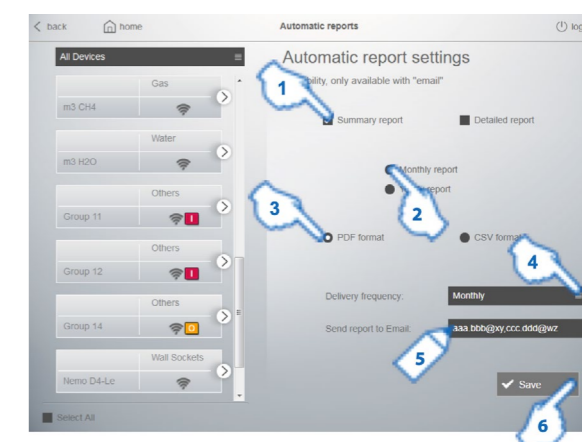 back
home
Automatic reports
log
All Devices
Automatic report settings
only available with "email"
Gas
m3 CH4
1
Summary report
Detailed report
Water
m3 H2O
Monthly report
report
2
Others
Group 11
I
3
PDF format
CSV format
Others
Group 12
I
4
Others
Group 14
O
Delivery frequency:
Monthly
Send report to Email:
aaa bbb@xy,ccc ddd@wz
Wall Sockets
Nemo D4-Le
5
Save
Select All
6